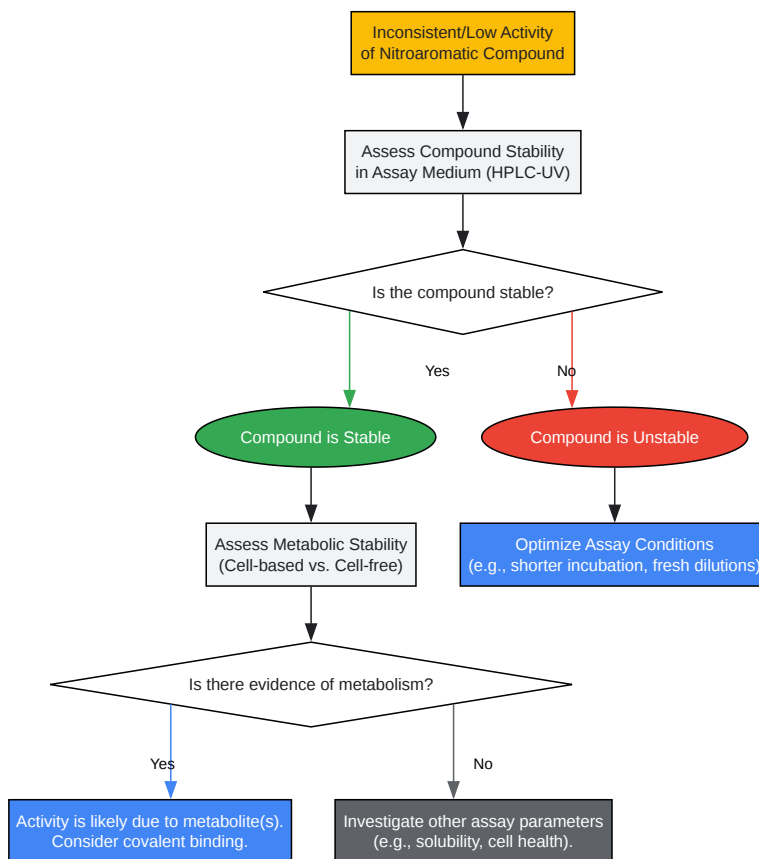 Inconsistent/Low Activity
of Nitroaromatic Compound
Assess Compound Stability
in Assay Medium (HPLC-UV)
Is the compound stable?
Yes
No
Compound is Stable
Compound is Unstable
Assess Metabolic Stability
(Cell-based vs. Cell-free)
Optimize Assay Conditions
(e.g., shorter incubation, fresh dilutions)
Is there evidence of metabolism?
Yes
No
Activity is likely due to metabolite(s).
Consider covalent binding.
Investigate other assay parameters
(e.g., solubility, cell health).